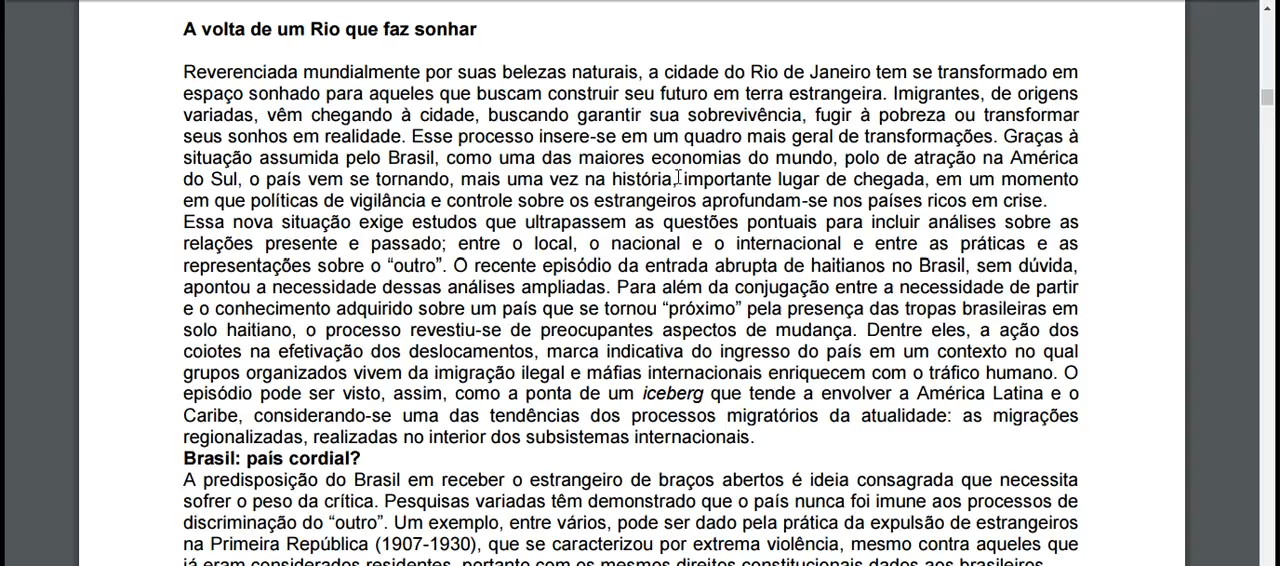 A volta de um Rio que faz sonhar
Reverenciada mundialmente por suas belezas naturais, a cidade do Rio de Janeiro tem se transformado em
espaço sonhado para aqueles que buscam construir seu futuro em terra estrangeira. Imigrantes, de origens
variadas, vêm chegando à cidade, buscando garantir sua sobrevivência, fugir à pobreza ou transformar
seus sonhos em realidade. Esse processo insere-se em um quadro mais geral de transformações. Graças à
situação assumida pelo Brasil, como uma das maiores economias do mundo, polo de atração na América
do Sul, o país vem se tornando, mais uma vez na história, importante lugar de chegada, em um momento
em que políticas de vigilância e controle sobre os estrangeiros aprofundam-se nos países ricos em crise.
Essa nova situação exige estudos que ultrapassem as questões pontuais para incluir análises sobre as
relações presente e passado; entre o local, o nacional e o internacional e entre as práticas e as
representações sobre o “outro”. O recente episódio da entrada abrupta de haitianos no Brasil, sem dúvida,
apontou a necessidade dessas análises ampliadas. Para além da conjugação entre a necessidade de partir
e o conhecimento adquirido sobre um país que se tornou “próximo” pela presença das tropas brasileiras em
solo haitiano, o processo revestiu-se de preocupantes aspectos de mudança. Dentre eles, a ação dos
coiotes na efetivação dos deslocamentos, marca indicativa do ingresso do país em um contexto no qual
grupos organizados vivem da imigração ilegal e máfias internacionais enriquecem com o tráfico humano. O
episódio pode ser visto, assim, como a ponta de um iceberg que tende a envolver a América Latina e o
Caribe, considerando-se uma das tendências dos processos migratórios da atualidade: as migrações
regionalizadas, realizadas no interior dos subsistemas internacionais.
Brasil: país cordial?
A predisposição do Brasil em receber o estrangeiro de braços abertos é ideia consagrada que necessita
sofrer o peso da crítica. Pesquisas variadas têm demonstrado que o país nunca foi imune aos processos de
discriminação do “outro”. Um exemplo, entre vários, pode ser dado pela prática da expulsão de estrangeiros
na Primeira República (1907-1930), que se caracterizou por extrema violência, mesmo contra aqueles que
já eram considerados residentes, portanto com os mesmos direitos constitucionais dados aos brasileiros.